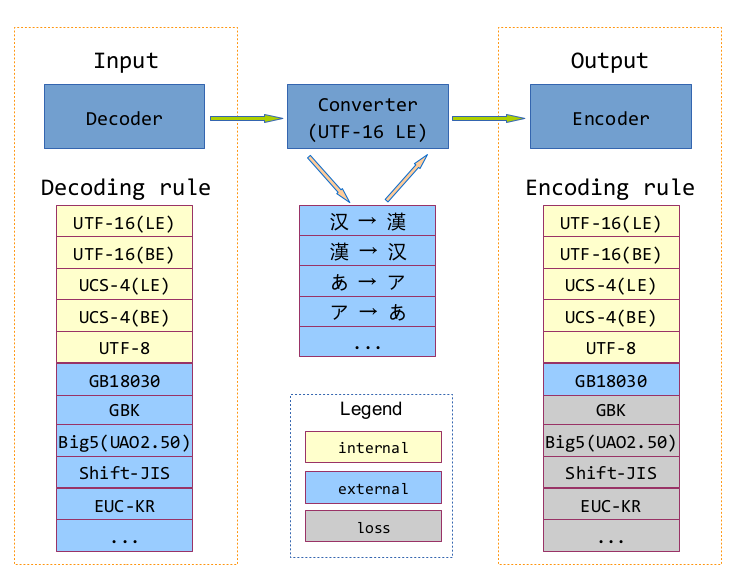 Input
Decoder
Decoding rule
UTF-16(LE)
UTF-16(BE)
UCS-4(LE)
UCS-4(BE)
UTF-8
GB18030
GBK
Big5(UAO2.50)
Shift-JIS
EUC-KR
...
Converter
(UTF-16 LE)
汉 → 漢
漢 → 汉
あ → ア
ア → あ
...
Legend
internal
external
loss
Output
Encoder
Encoding rule
UTF-16(LE)
UTF-16(BE)
UCS-4(LE)
UCS-4(BE)
UTF-8
GB18030
GBK
Big5(UAO2.50)
Shift-JIS
EUC-KR
...